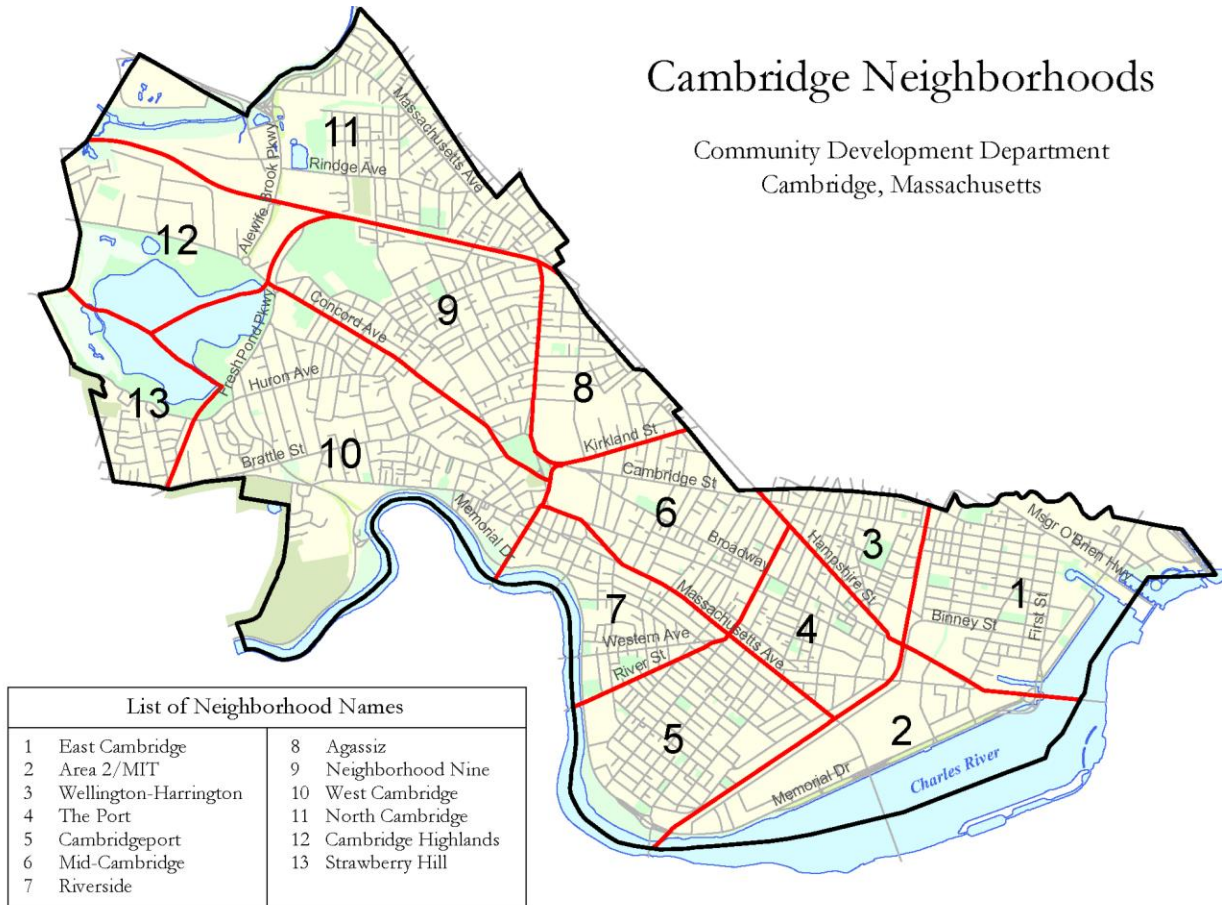 Cambridge Neighborhoods
Community Development Department
Cambridge, Massachusetts
11
Massachusetts Ave
Rindge Ave
Alewife Brook Pkwy
12
9
Concord Ave
Fresh Pond Pkwy
Huron Ave
8
13
Brattle St
10
Kirkland St
Cambridge St
6
Memorial Dr
Broadway
Hampshire St
3
Msgr O'Brien Hwy
1
First St
Binney St
7
Massachusetts Ave
4
Western Ave
River St
5
2
Memorial Dr
Charles River
List of Neighborhood Names
1 East Cambridge
2 Area 2/MIT
3 Wellington-Harrington
4 The Port
5 Cambridgeport
6 Mid-Cambridge
7 Riverside
8 Agassiz
9 Neighborhood Nine
10 West Cambridge
11 North Cambridge
12 Cambridge Highlands
13 Strawberry Hill